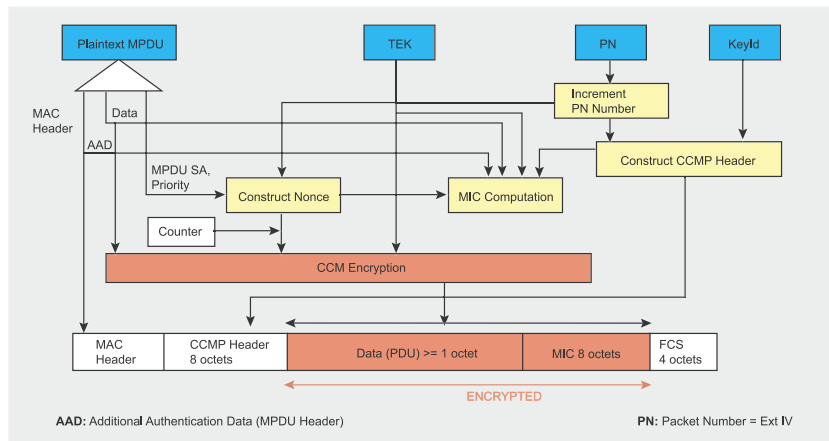 Plaintext MPDU
TEK
PN
KeyId
MAC
Header
Data
Increment
PN Number
AAD
MPDU SA,
Priority
Construct CCMP Header
Construct Nonce
MIC Computation
Counter
CCM Encryption
MAC
Header
CCMP Header
8 octets
Data (PDU) >= 1 octet
MIC 8 octets
FCS
4 octets
ENCRYPTED
AAD: Additional Authentication Data (MPDU Header)
PN: Packet Number = Ext IV